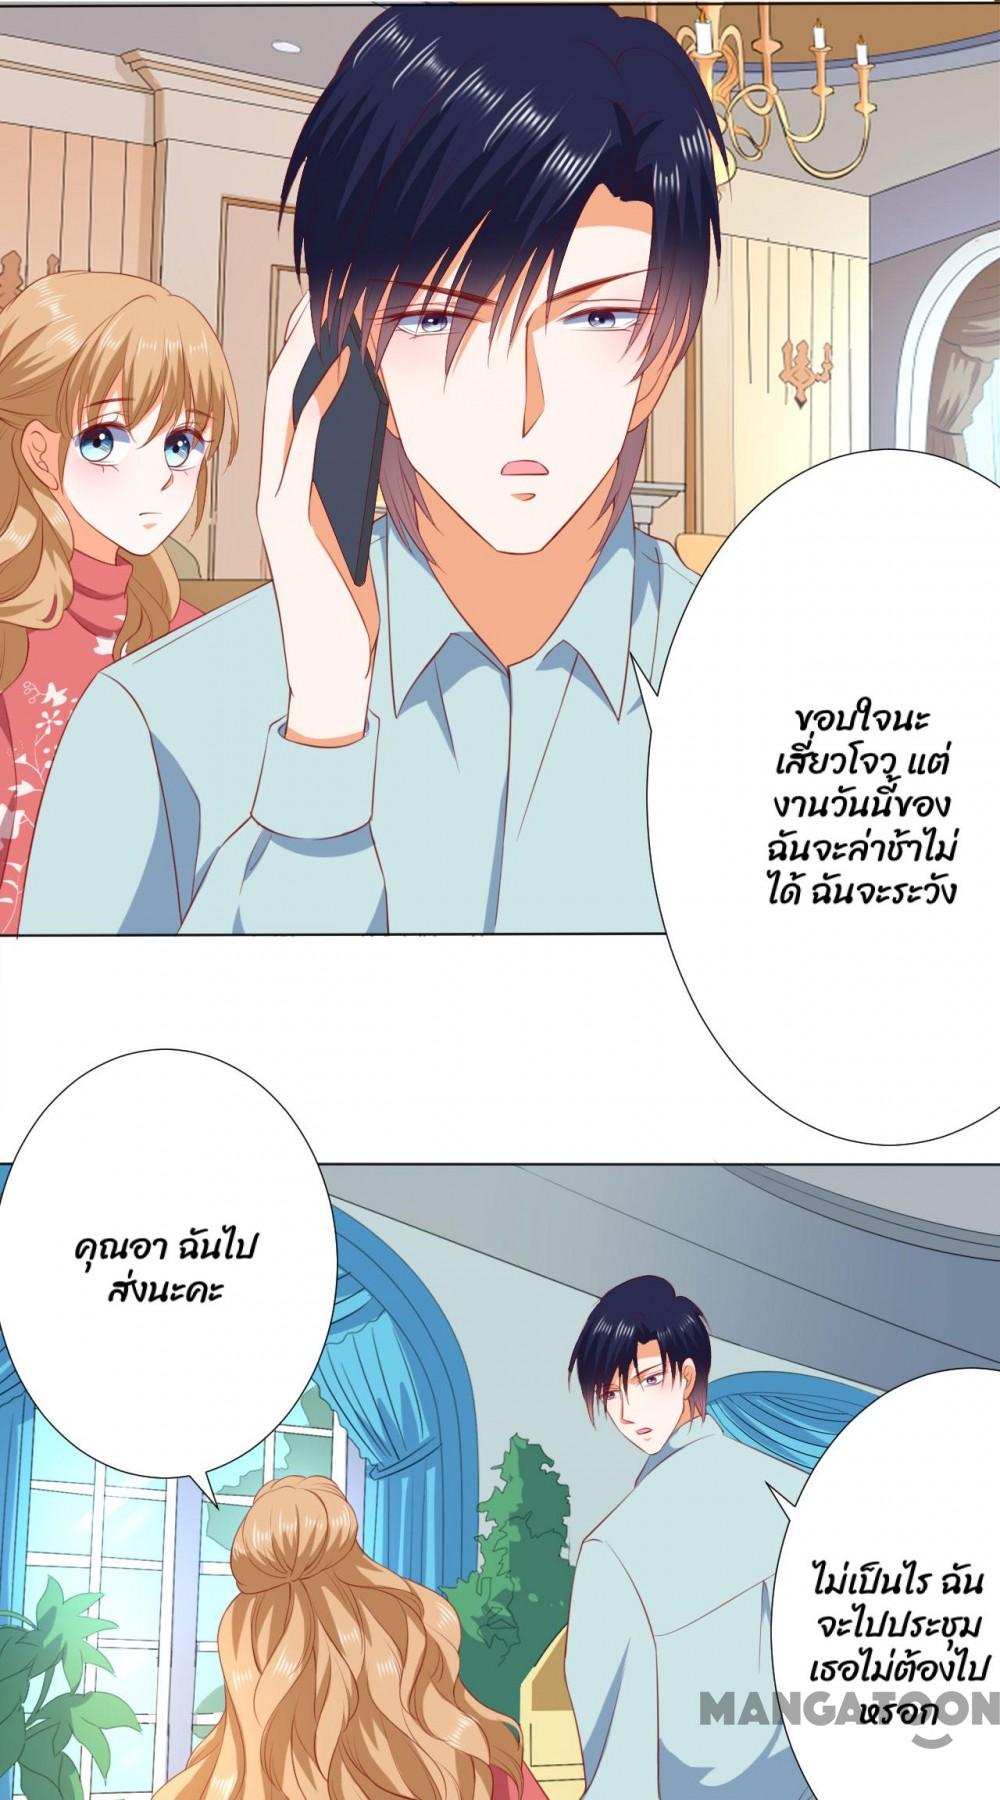 ขอบใจนะ
เสี่ยวโจว แต่
งานวันนี้ของ
ฉันจะล่าช้าไม่
ได้ ฉันจะระวัง
คุณอา ฉันไป
ส่งนะคะ
ไม่เป็นไร ฉัน
จะไปประชุม
เธอไม่ต้องไป
หรอก
MANGATOON